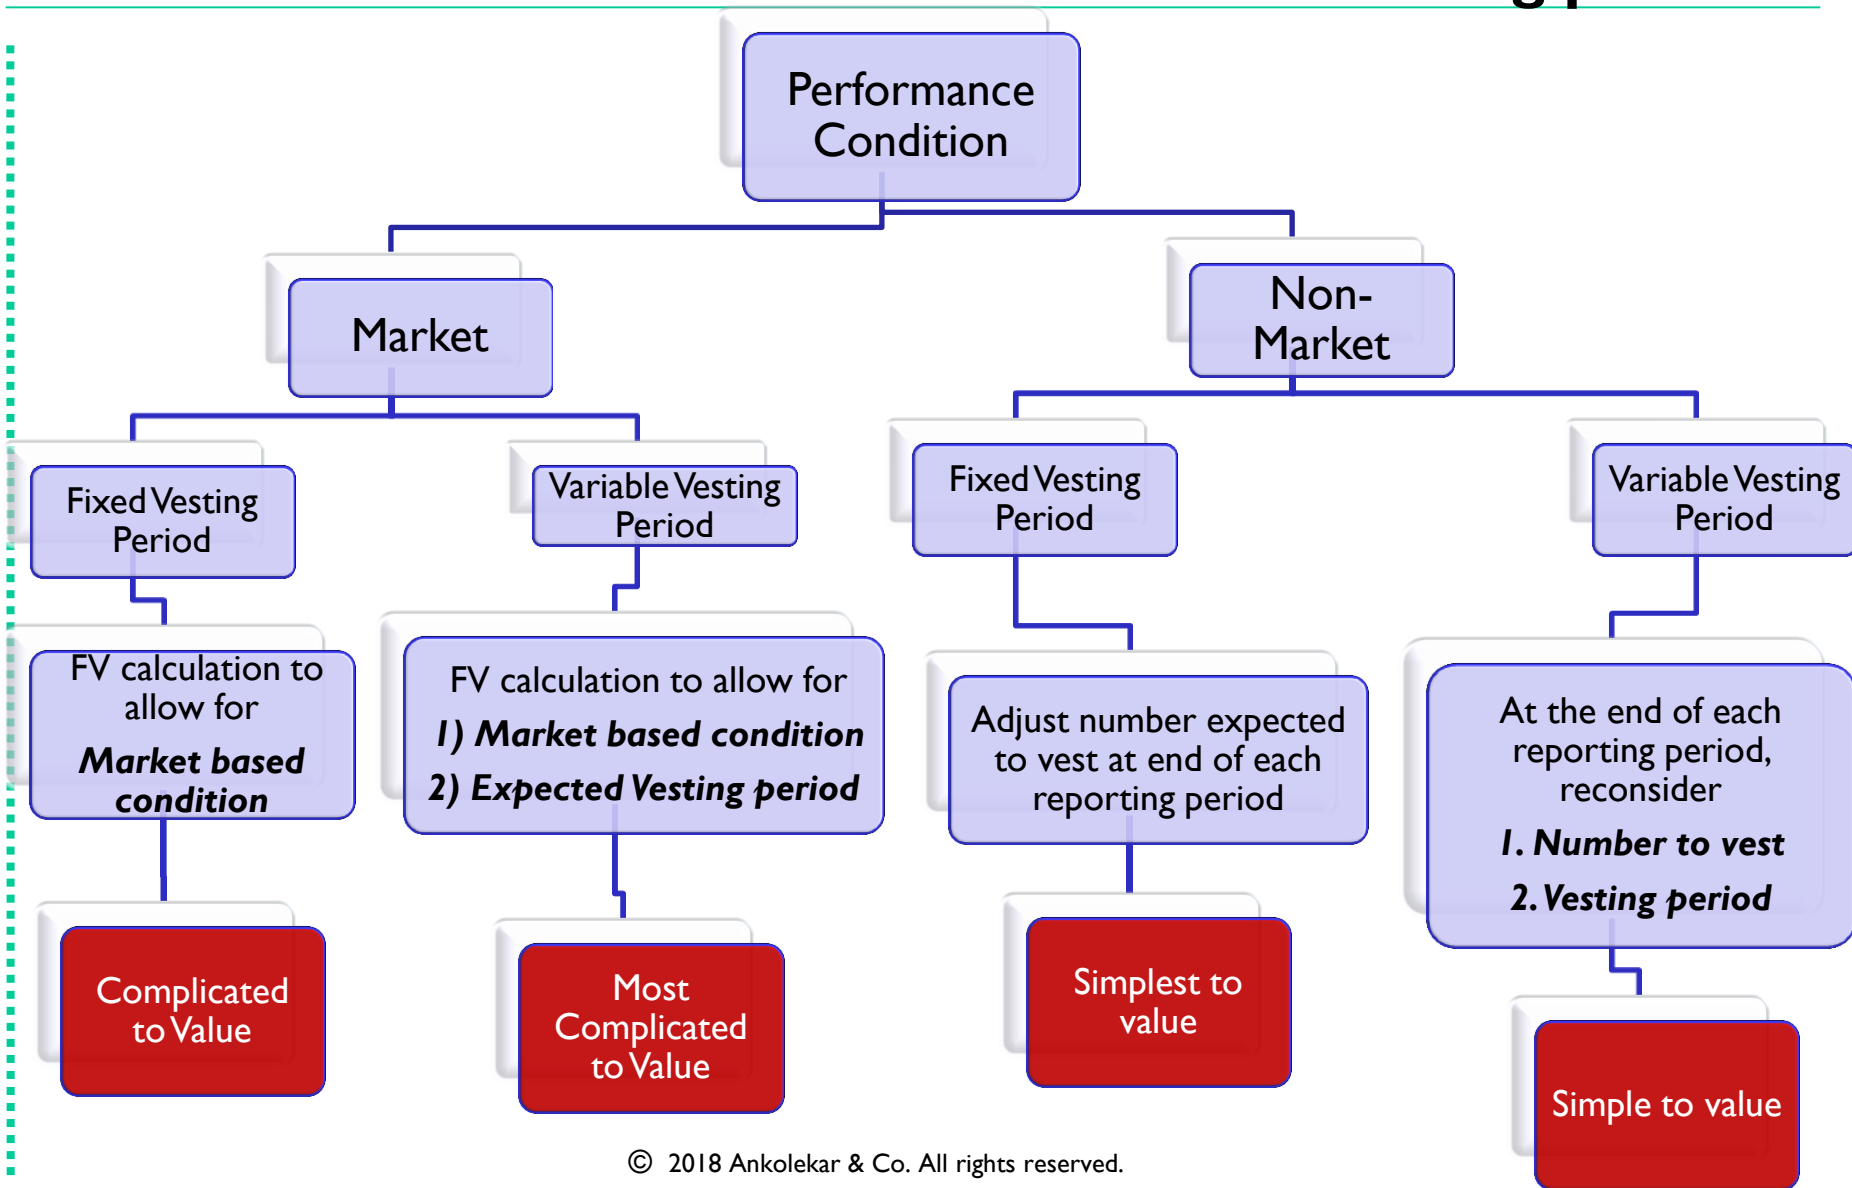 Performance
Condition
Market
Non-
Market
Fixed Vesting
Period
Variable Vesting
Period
Fixed Vesting
Period
Variable Vesting
Period
FV calculation to
allow for
Market based
condition
FV calculation to allow for
1) Market based condition
2) Expected Vesting period
Adjust number expected
to vest at end of each
reporting period
At the end of each
reporting period,
reconsider
1. Number to vest
2. Vesting period
Complicated
to Value
Most
Complicated
to Value
Simplest to
value
Simple to value
© 2018 Ankolekar & Co. All rights reserved.